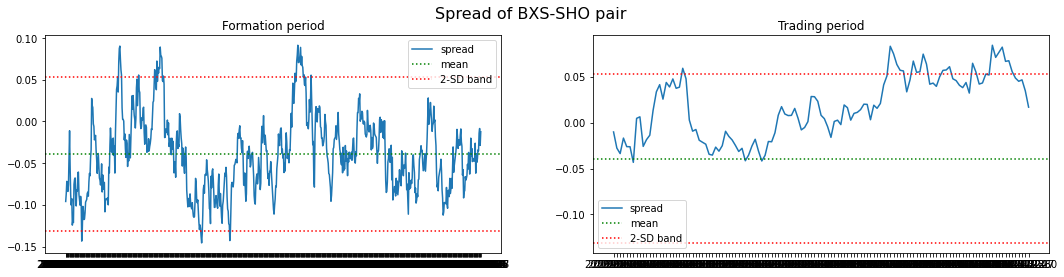 Spread of BXS-SHO pair
Formation period
0.10
0.05
0.00
−0.05
−0.10
−0.15
spread
mean
2-SD band
Trading period
0.05
0.00
−0.05
−0.10
spread
mean
2-SD band